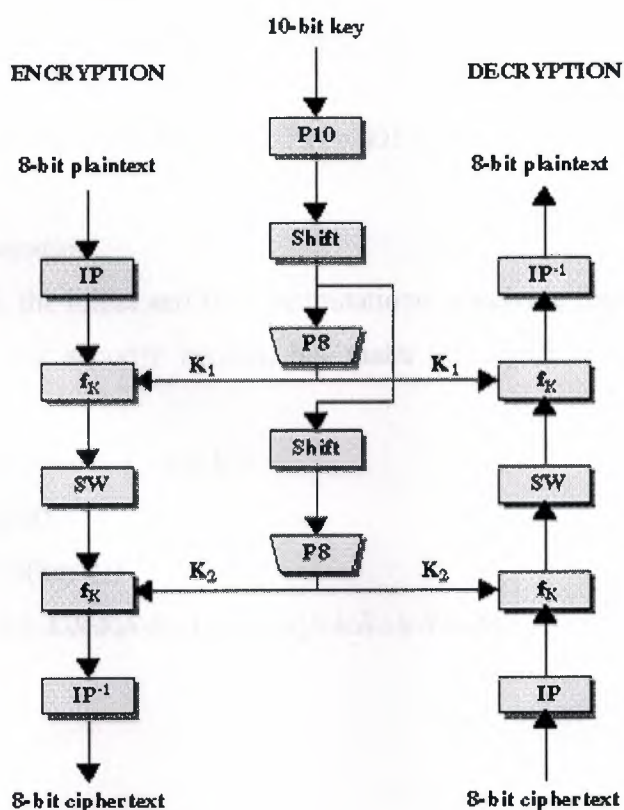 10-bit key
ENCRYPTION
DECRYPTION
P10
8-bit plaintext
8-bit plaintext
Shift
IP
IP-1
P8
fK
K1
K1
fK
Shift
SW
SW
P8
fK
K2
K2
fK
IP-1
IP
8-bit ciphertext
8-bit ciphertext